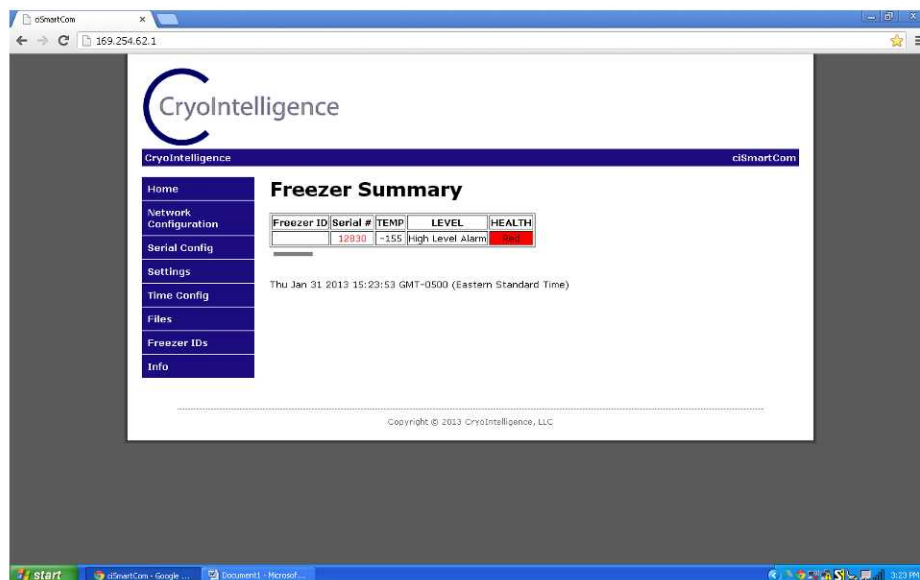 ciSmartCom
169.254.62.1
CryoIntelligence
CryoIntelligence ciSmartCom
Home
Network
Configuration
Serial Config
Settings
Time Config
Files
Freezer IDs
Info
Freezer Summary
Freezer ID Serial # TEMP LEVEL HEALTH
12830 -155 High Level Alarm Red
Thu Jan 31 2013 15:23:53 GMT-0500 (Eastern Standard Time)
Copyright © 2013 CryoIntelligence, LLC
start ciSmartCom - Google ... Document1 - Microsof... 3:23 PM